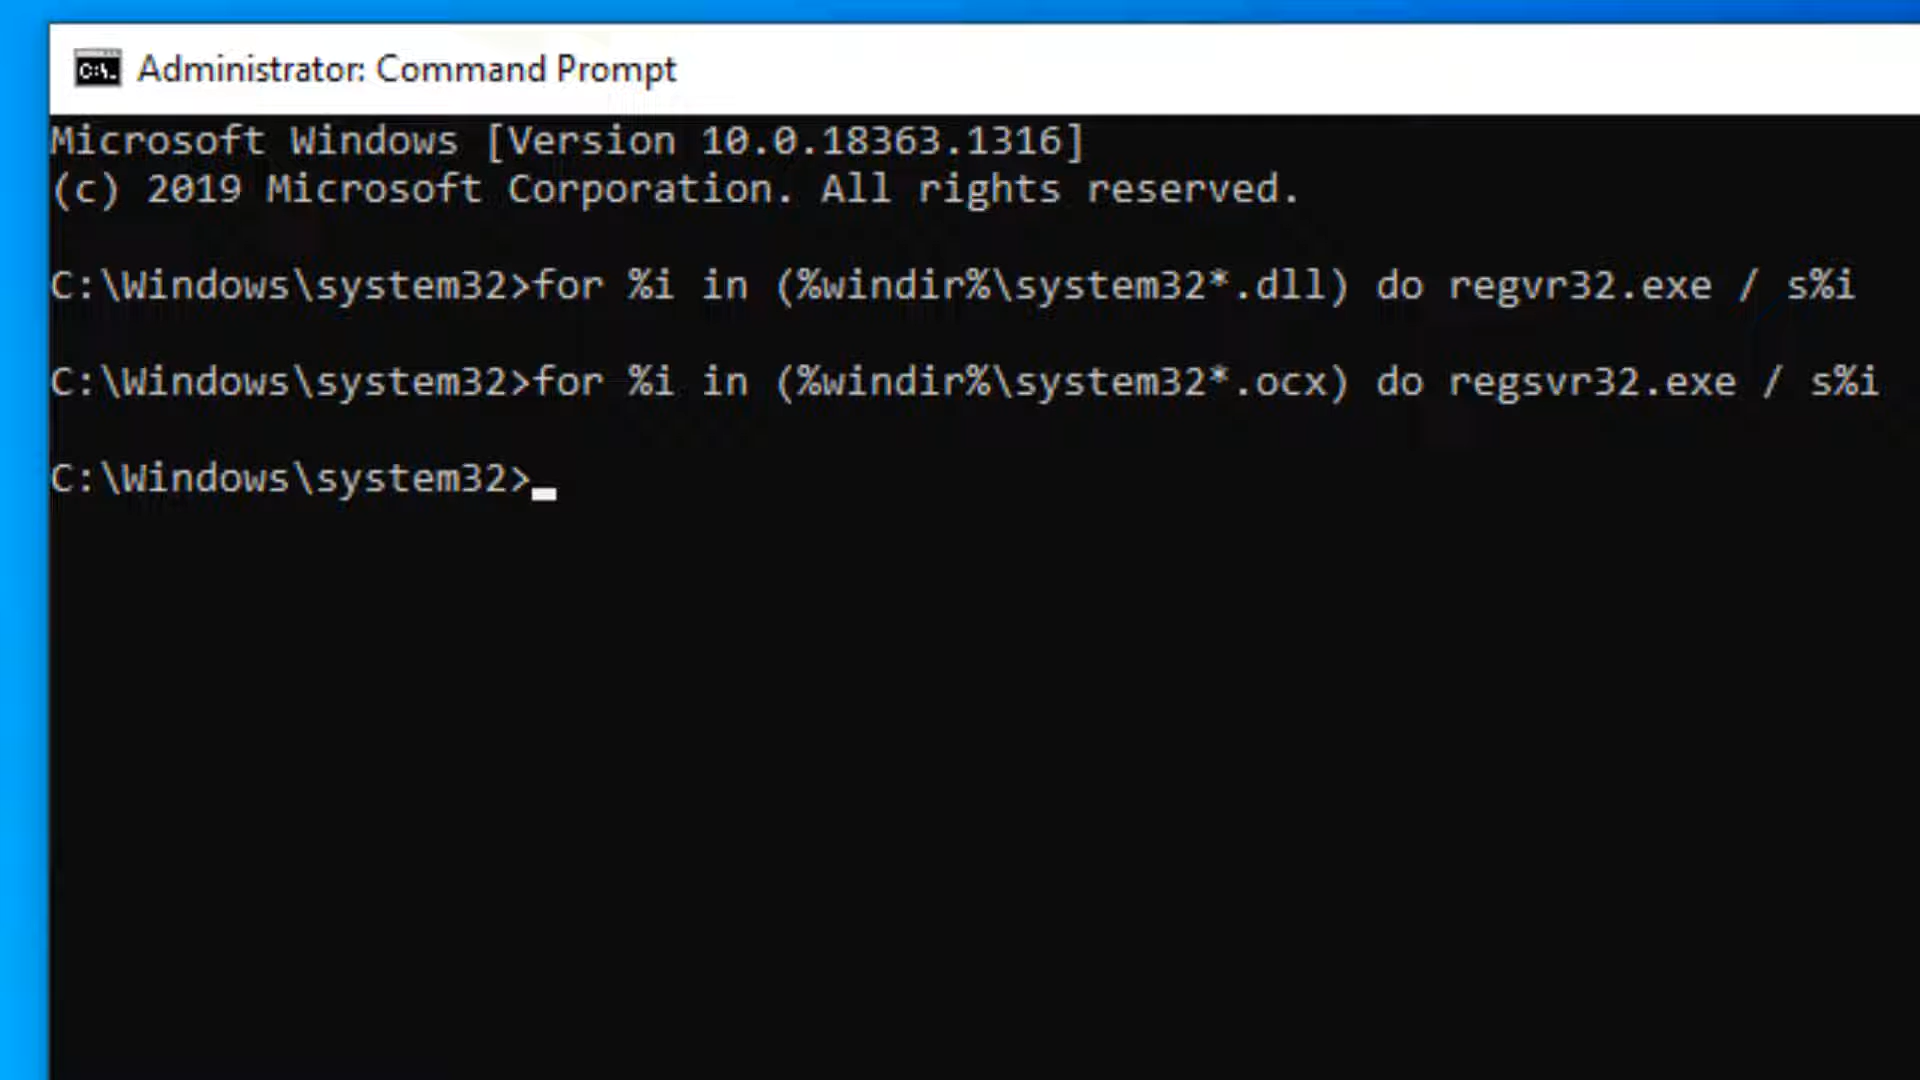 Administrator: Command Prompt
Microsoft Windows [Version 10.0.18363.1316]
(c) 2019 Microsoft Corporation. All rights reserved.
C:\Windows\system32>for %i in (%windir%\system32*.dll) do regvr32.exe / s%i
C:\Windows\system32>for %i in (%windir%\system32*.ocx) do regsvr32.exe / s%i
C:\Windows\system32>